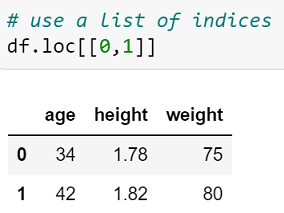 # use a list of indices
df.loc[[0,1]]
age height weight
0 34 1.78 75
1 42 1.82 80